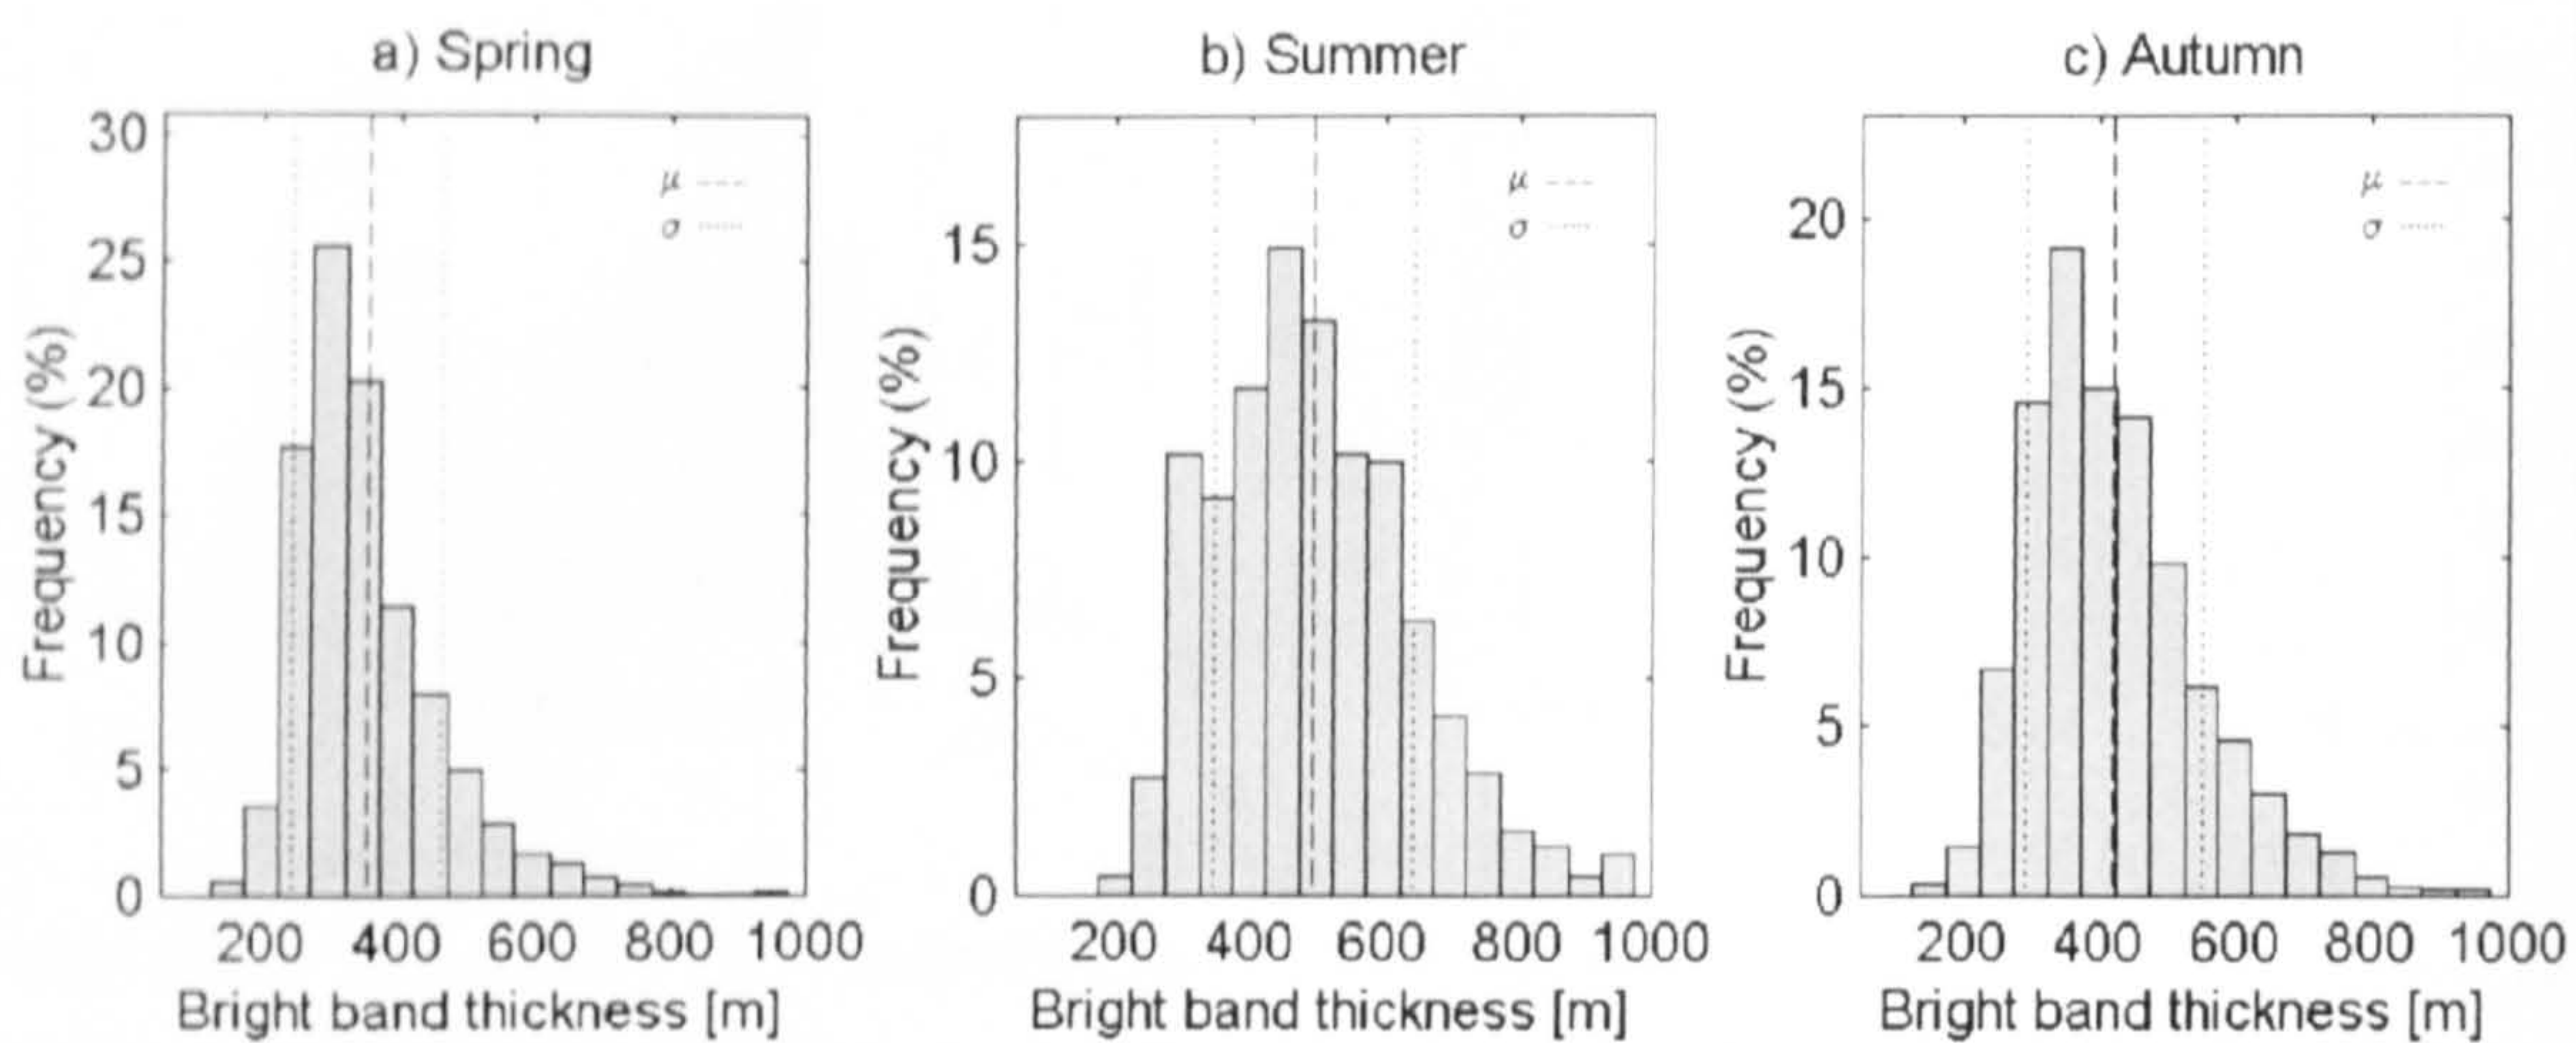 a) Spring
30
25
20
15
10
5
0
Frequency (%)
μ
σ
200 400 600 800 1000
Bright band thickness [m]
b) Summer
15
10
5
0
Frequency (%)
μ
σ
200 400 600 800 1000
Bright band thickness [m]
c) Autumn
20
15
10
5
0
Frequency (%)
μ
σ
200 400 600 800 1000
Bright band thickness [m]